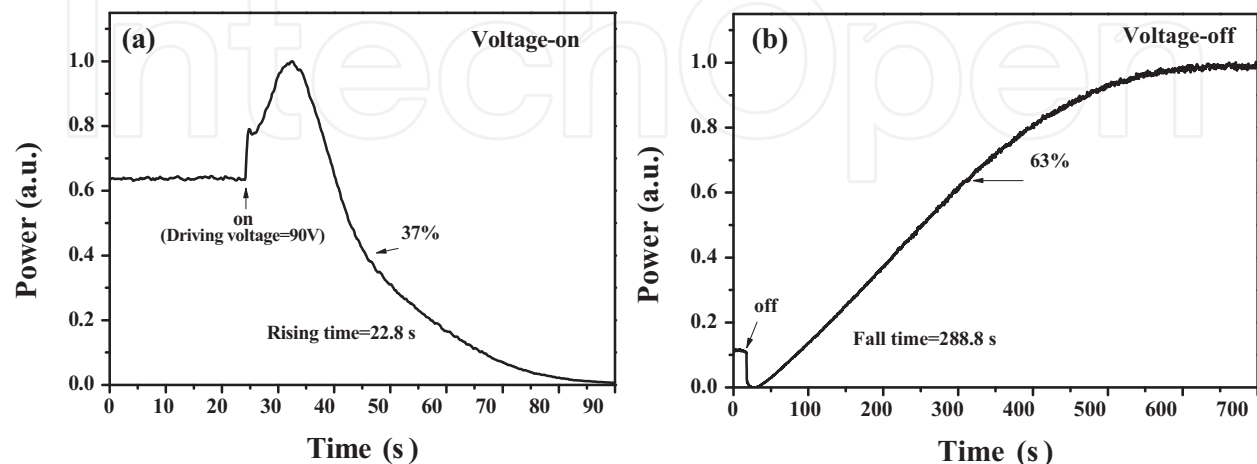 IntechOpen
(a)
Voltage-on
1.0
0.8
0.6
0.4
0.2
0.0
Power (a.u.)
on
(Driving voltage=90V)
37%
Rising time=22.8 s
0 10 20 30 40 50 60 70 80 90
Time (s)
(b)
Voltage-off
1.0
0.8
0.6
0.4
0.2
0.0
Power (a.u.)
63%
off
Fall time=288.8 s
0 100 200 300 400 500 600 700
Time (s)